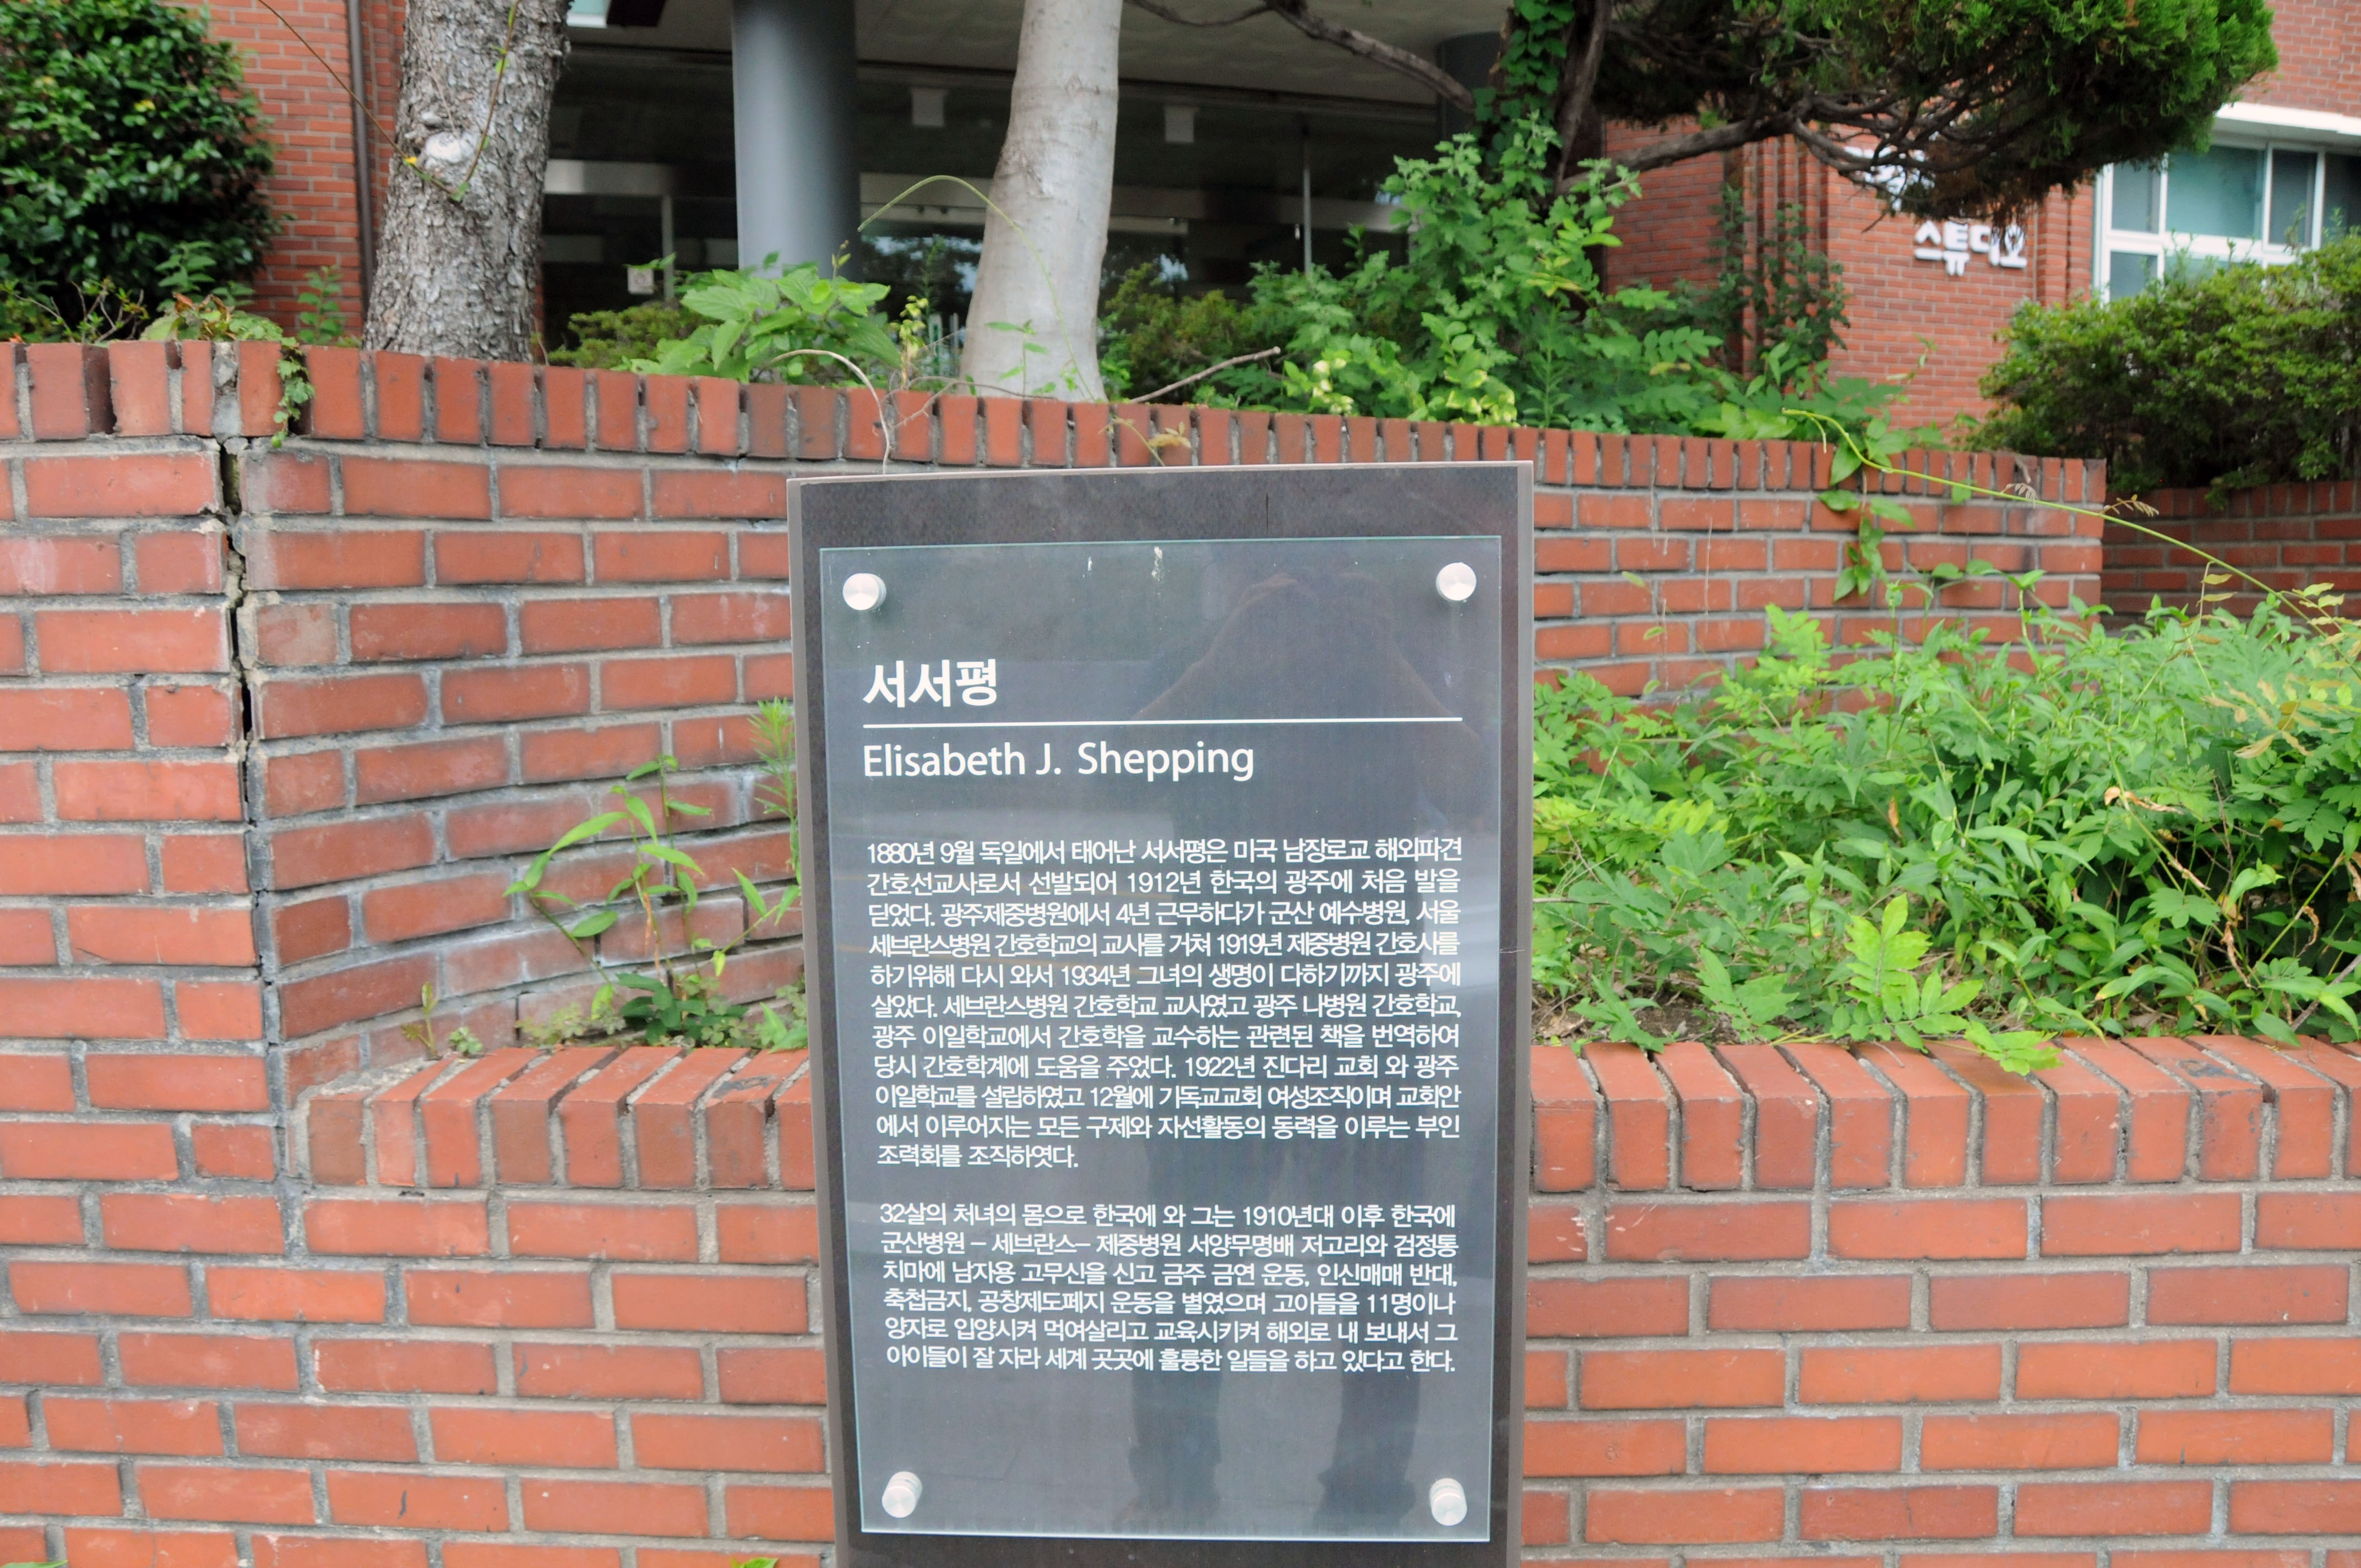 스튜디오
서서평
Elisabeth J. Shepping
1880년 9월 독일에서 태어난 서서평은 미국 남장로교 해외파견
간호선교사로서 선발되어 1912년 한국의 광주에 처음 발을
딛었다. 광주제중병원에서 4년 근무하다가 군산 예수병원, 서울
세브란스병원 간호학교의 교사를 거쳐 1919년 제중병원 간호사를
하기위해 다시 와서 1934년 그녀의 생명이 다하기까지 광주에
살았다. 세브란스병원 간호학교 교사였고 광주 나병원 간호학교,
광주 이일학교에서 간호학을 교수하는 관련된 책을 번역하여
당시 간호학계에 도움을 주었다. 1922년 진다리 교회 와 광주
이일학교를 설립하였고 12월에 기독교교회 여성조직이며 교회안
에서 이루어지는 모든 구제와 자선활동의 동력을 이루는 부인
조력회를 조직하엿다.
32살의 처녀의 몸으로 한국에 와 그는 1910년대 이후 한국에
군산병원 – 세브란스– 제중병원 서양무명배 저고리와 검정통
치마에 남자용 고무신을 신고 금주 금연 운동, 인신매매 반대,
축첩금지, 공창제도폐지 운동을 별였으며 고아들을 11명이나
양자로 입양시켜 먹여살리고 교육시키켜 해외로 내 보내서 그
아이들이 잘 자라 세계 곳곳에 훌륭한 일들을 하고 있다고 한다.